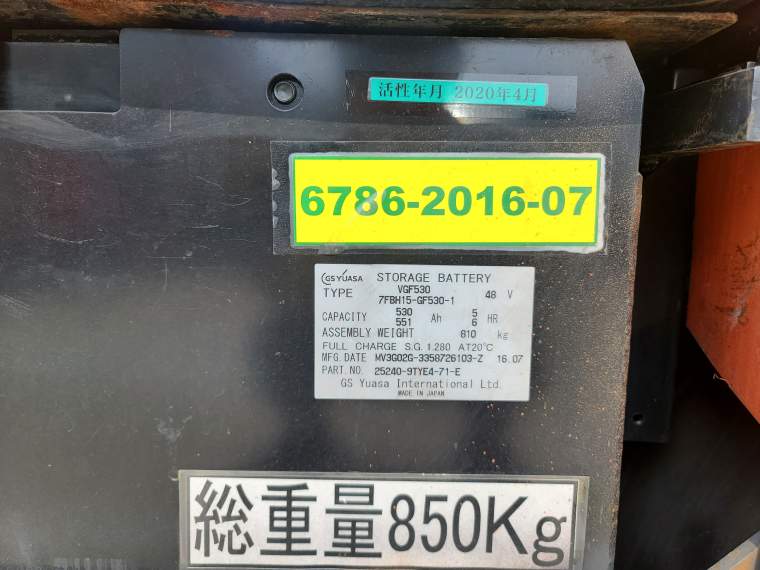 活性年月 2020年4月
6786-2016-07
GS YUASA STORAGE BATTERY
TYPE VGF530 48 V
7FBH15-GF530-1
CAPACITY 530 Ah 5 HR
551 6
ASSEMBLY WEIGHT 810 kg
FULL CHARGE S.G. 1.280 AT20°C
MFG. DATE MV3G02G-3358726103-Z 16.07
PART.NO. 25240-9TYE4-71-E
GS Yuasa International Ltd.
MADE IN JAPAN
総重量850Kg